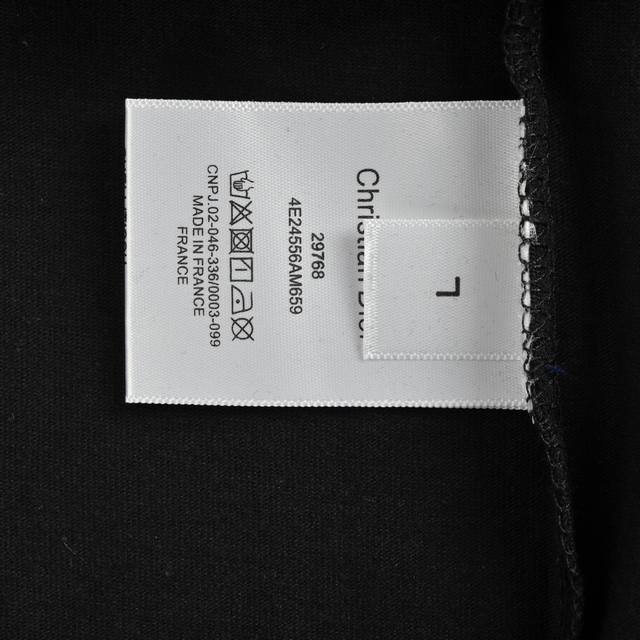 Christian Dior
L
29768
4E24556AM659
CNPJ.02-046-336/0003-099
MADE IN FRANCE
FRANCE